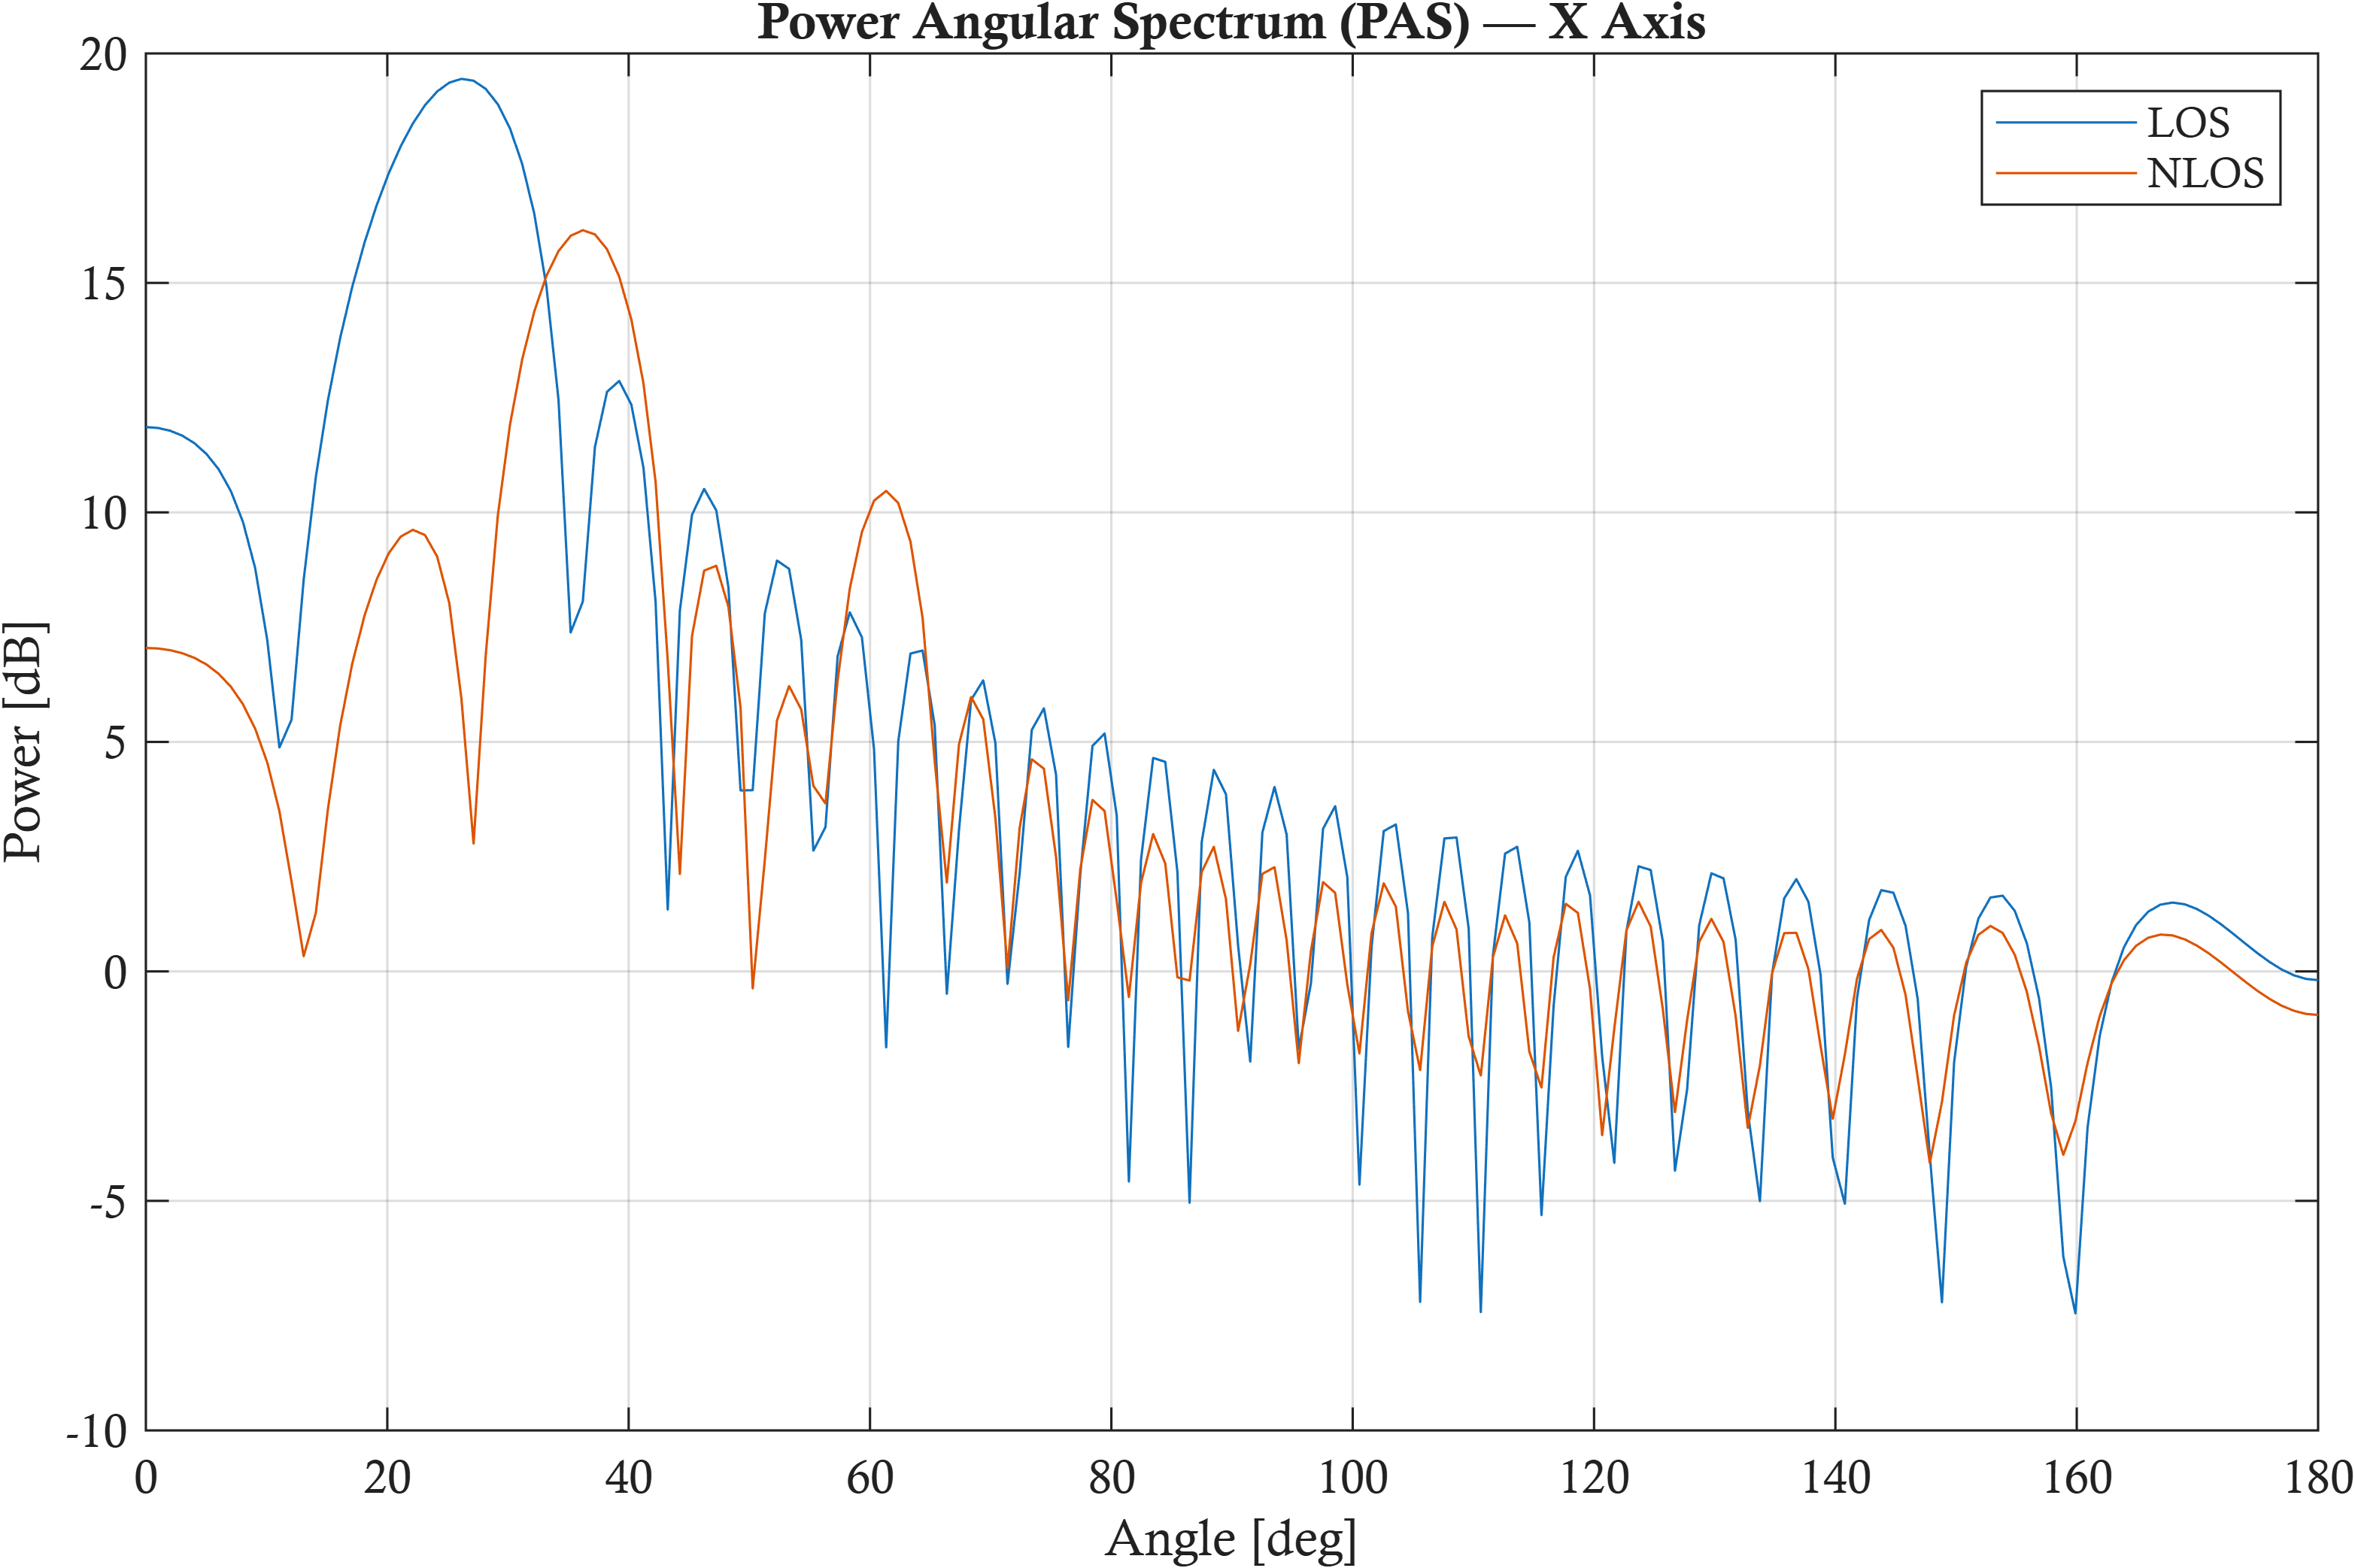 Power Angular Spectrum (PAS) — X Axis
20
15
10
5
0
-5
-10
Power [dB]
LOS
NLOS
0 20 40 60 80 100 120 140 160 180
Angle [deg]